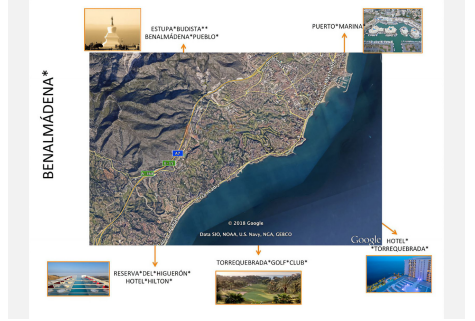 ESTUPA*BUDISTA**
BENALMÁDENA*PUEBLO*
PUERTO*MARINA*
BENALMÁDENA*
© 2018 Google
Data SIO, NOAA, U.S. Navy, NGA, GEBCO
Google
HOTEL*
*TORREQUEBRADA*
RESERVA*DEL*HIGUERÓN*
HOTEL*HILTON*
TORREQUEBRADA*GOLF*CLUB*